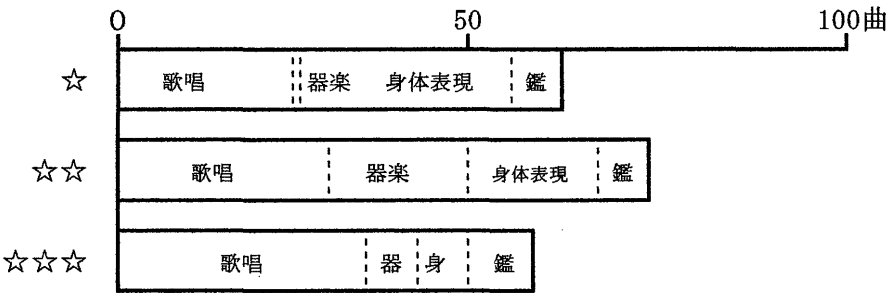 0 50 100曲
☆ 歌唱 器楽 身体表現 鑑
☆☆ 歌唱 器楽 身体表現 鑑
☆☆☆ 歌唱 器 身 鑑